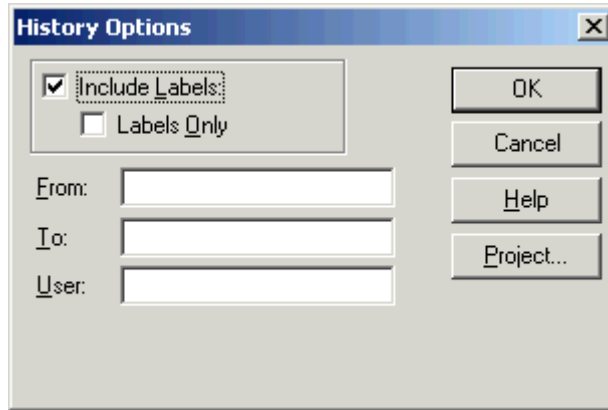 History Options
Include Labels:
Labels Only
OK
Cancel
From:
Help
To:
Project...
User: